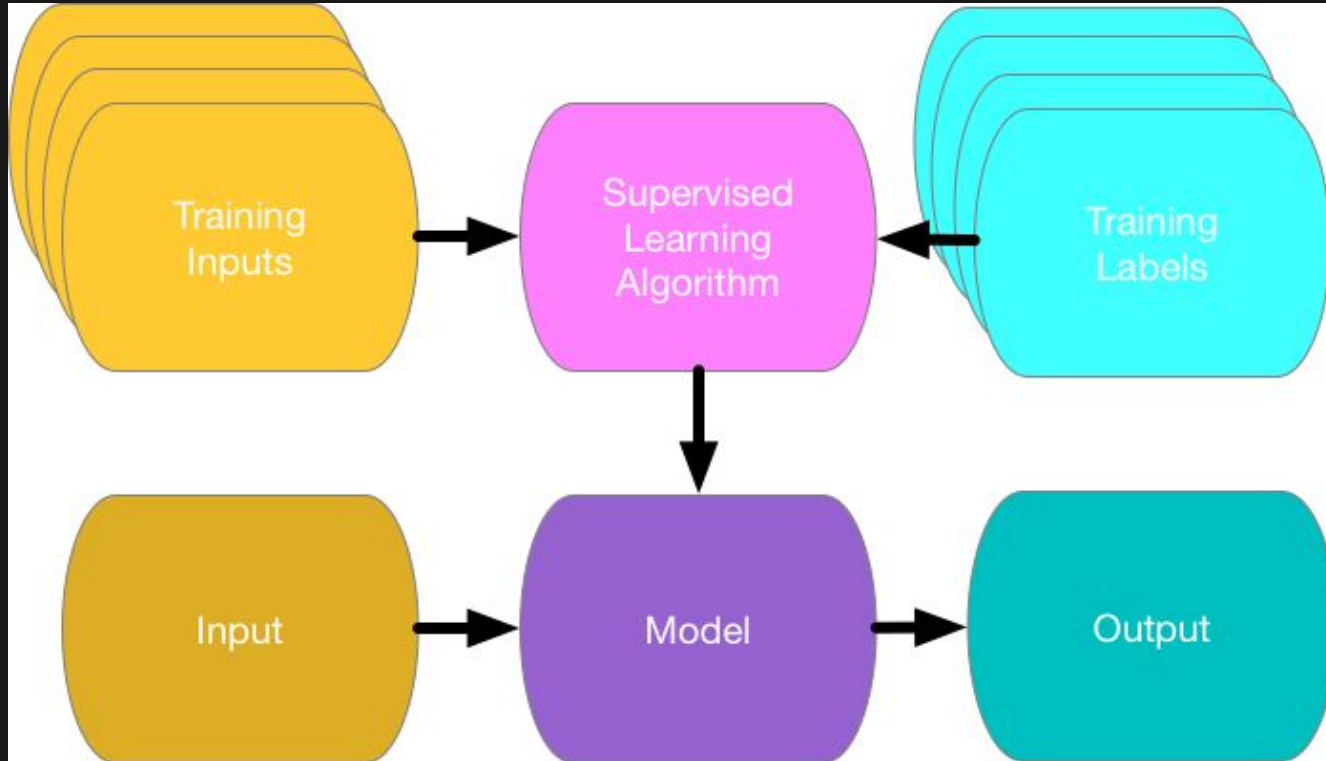 Training
Inputs
Supervised
Learning
Algorithm
Training
Labels
Input
Model
Output